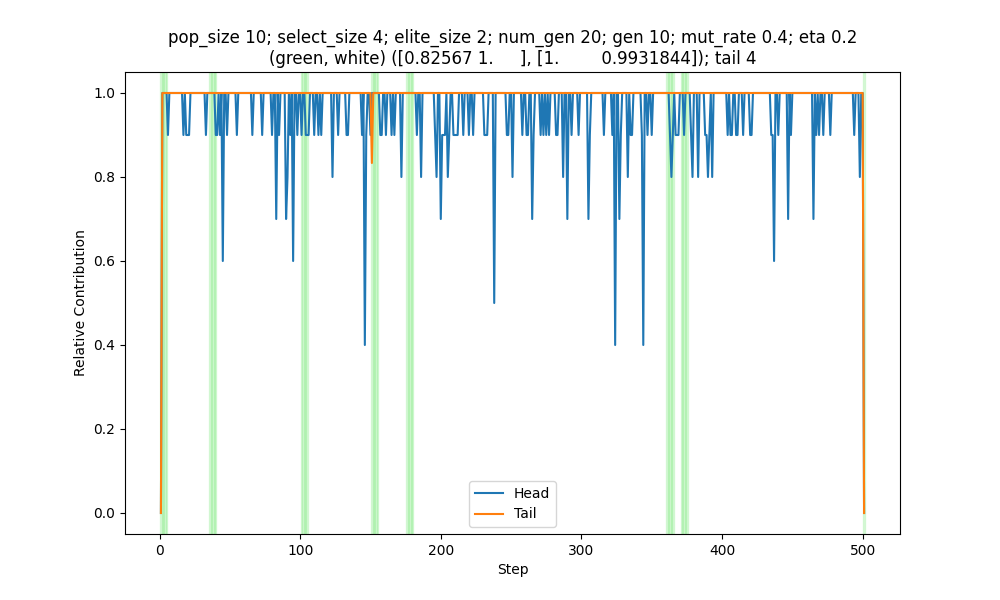 pop_size 10; select_size 4; elite_size 2; num_gen 20; gen 10; mut_rate 0.4; eta 0.2
(green, white) ([0.82567 1. ], [1. 0.9931844]); tail 4
1.0
0.8
0.6
0.4
0.2
0.0
Relative Contribution
Head
Tail
0 100 200 300 400 500
Step